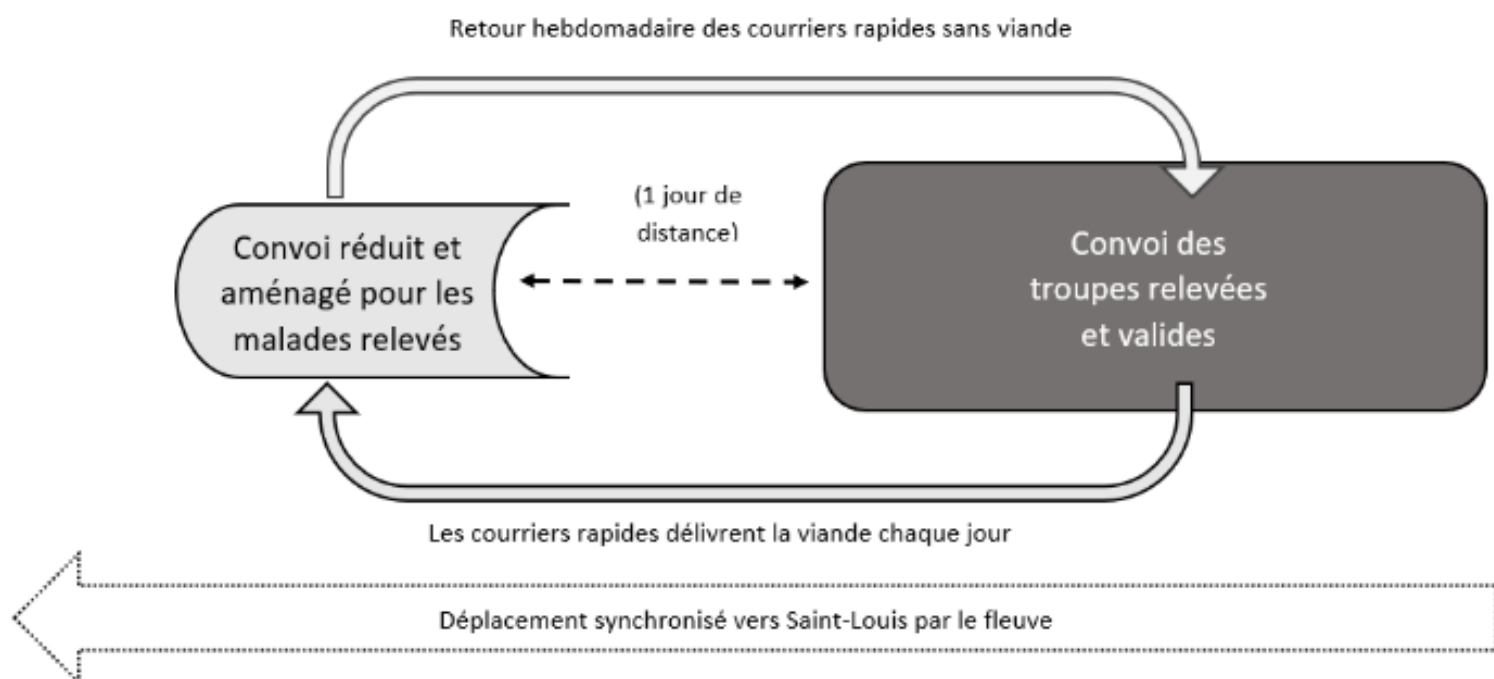 Retour hebdomadaire des courriers rapides sans viande
(1 jour de
distance)
Convoi réduit et
aménagé pour les
malades relevés
Convoi des
troupes relevées
et valides
Les courriers rapides délivrent la viande chaque jour
Déplacement synchronisé vers Saint-Louis par le fleuve